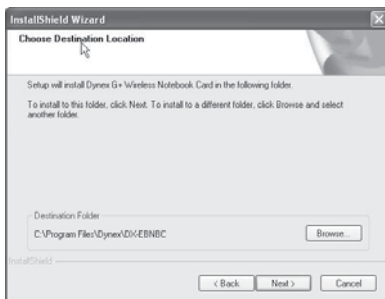 InstallShield Wizard
Choose Destination Location
Setup will install Dynex G+ Wireless Notebook Card in the following folder.
To install to this folder, click Next. To install to a different folder, click Browse and select
another folder.
Destination Folder
C:\Program Files\Dynex\DX-EBNBC
Browse...
InstallShield
< Back
Next >
Cancel